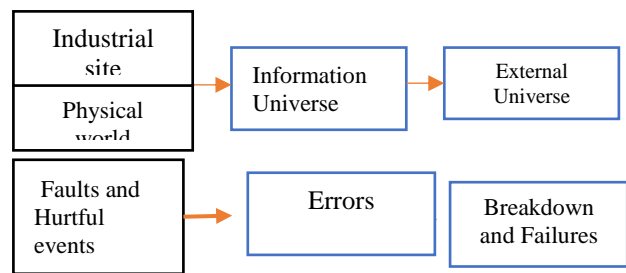 Industrial
site
Physical
world
Information
Universe
External
Universe
Faults and
Hurtful
events
Errors
Breakdown
and Failures